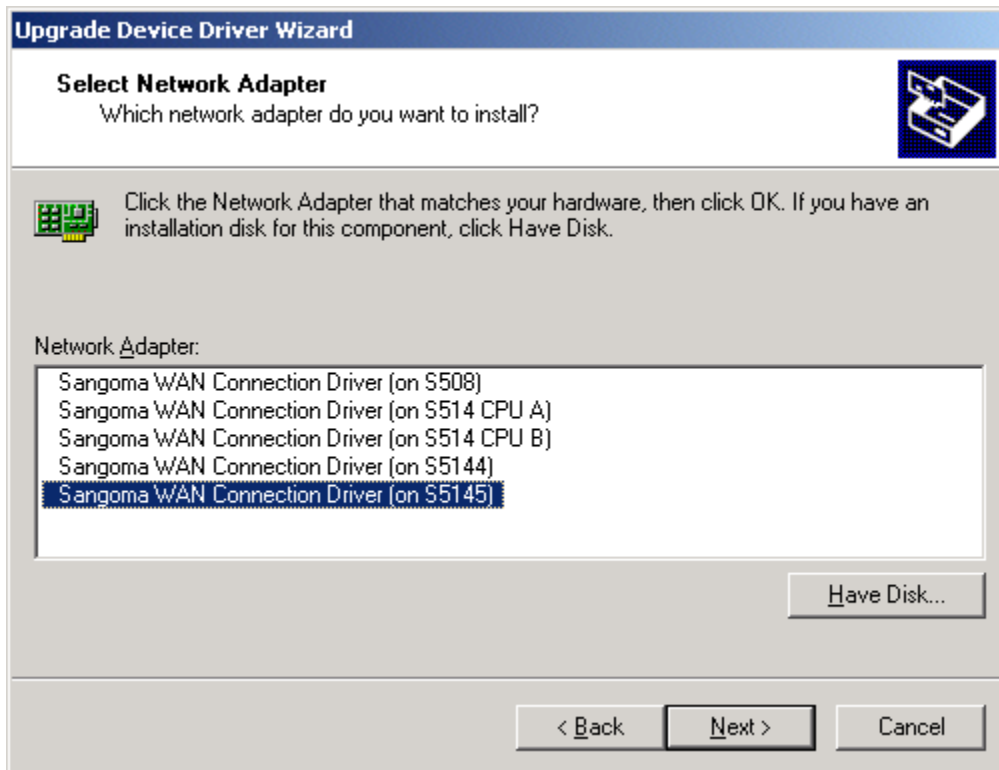 Upgrade Device Driver Wizard
Select Network Adapter
Which network adapter do you want to install?
Click the Network Adapter that matches your hardware, then click OK. If you have an
installation disk for this component, click Have Disk.
Network Adapter:
Sangoma WAN Connection Driver (on S508)
Sangoma WAN Connection Driver (on S514 CPU A)
Sangoma WAN Connection Driver (on S514 CPU B)
Sangoma WAN Connection Driver (on S5144)
Sangoma WAN Connection Driver (on S5145)
Have Disk...
< Back
Next >
Cancel